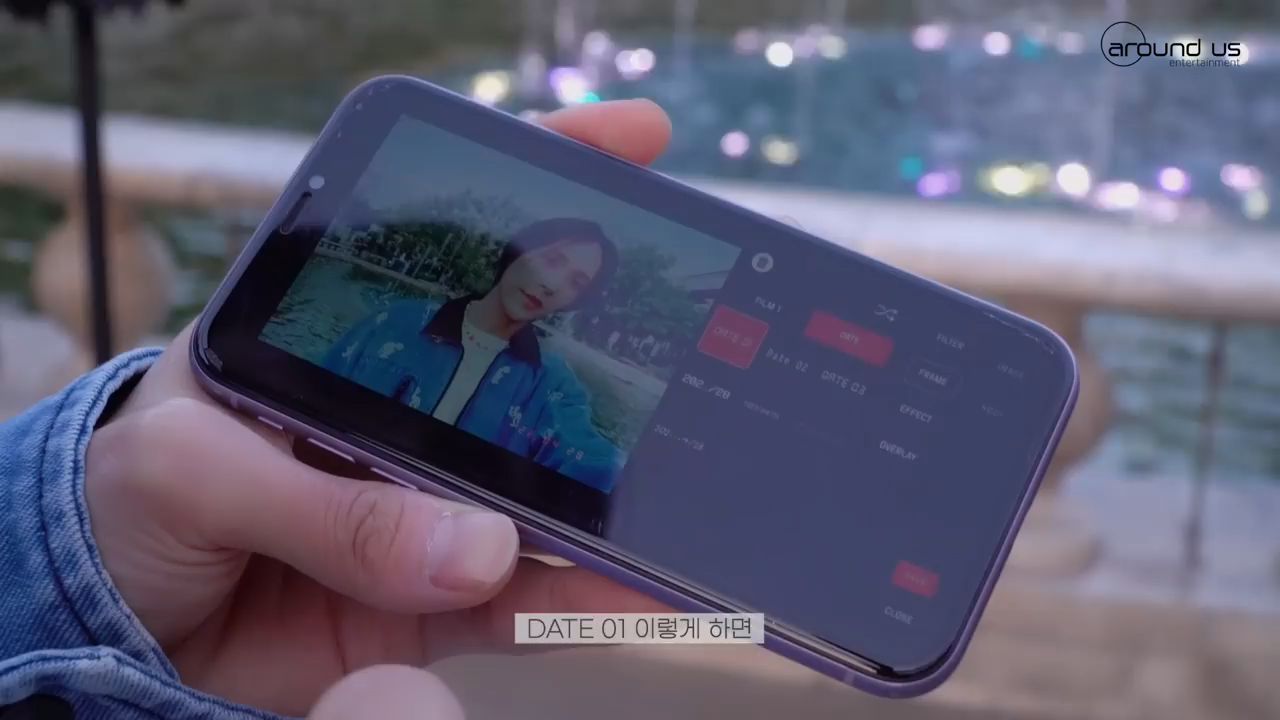 around us
entertainment
FILM 1
FILTER
DATE 01
DATE
Date 02
DATE 03
FRAME
EFFECT
OVERLAY
28
CLOSE
DATE 01 이렇게 하면